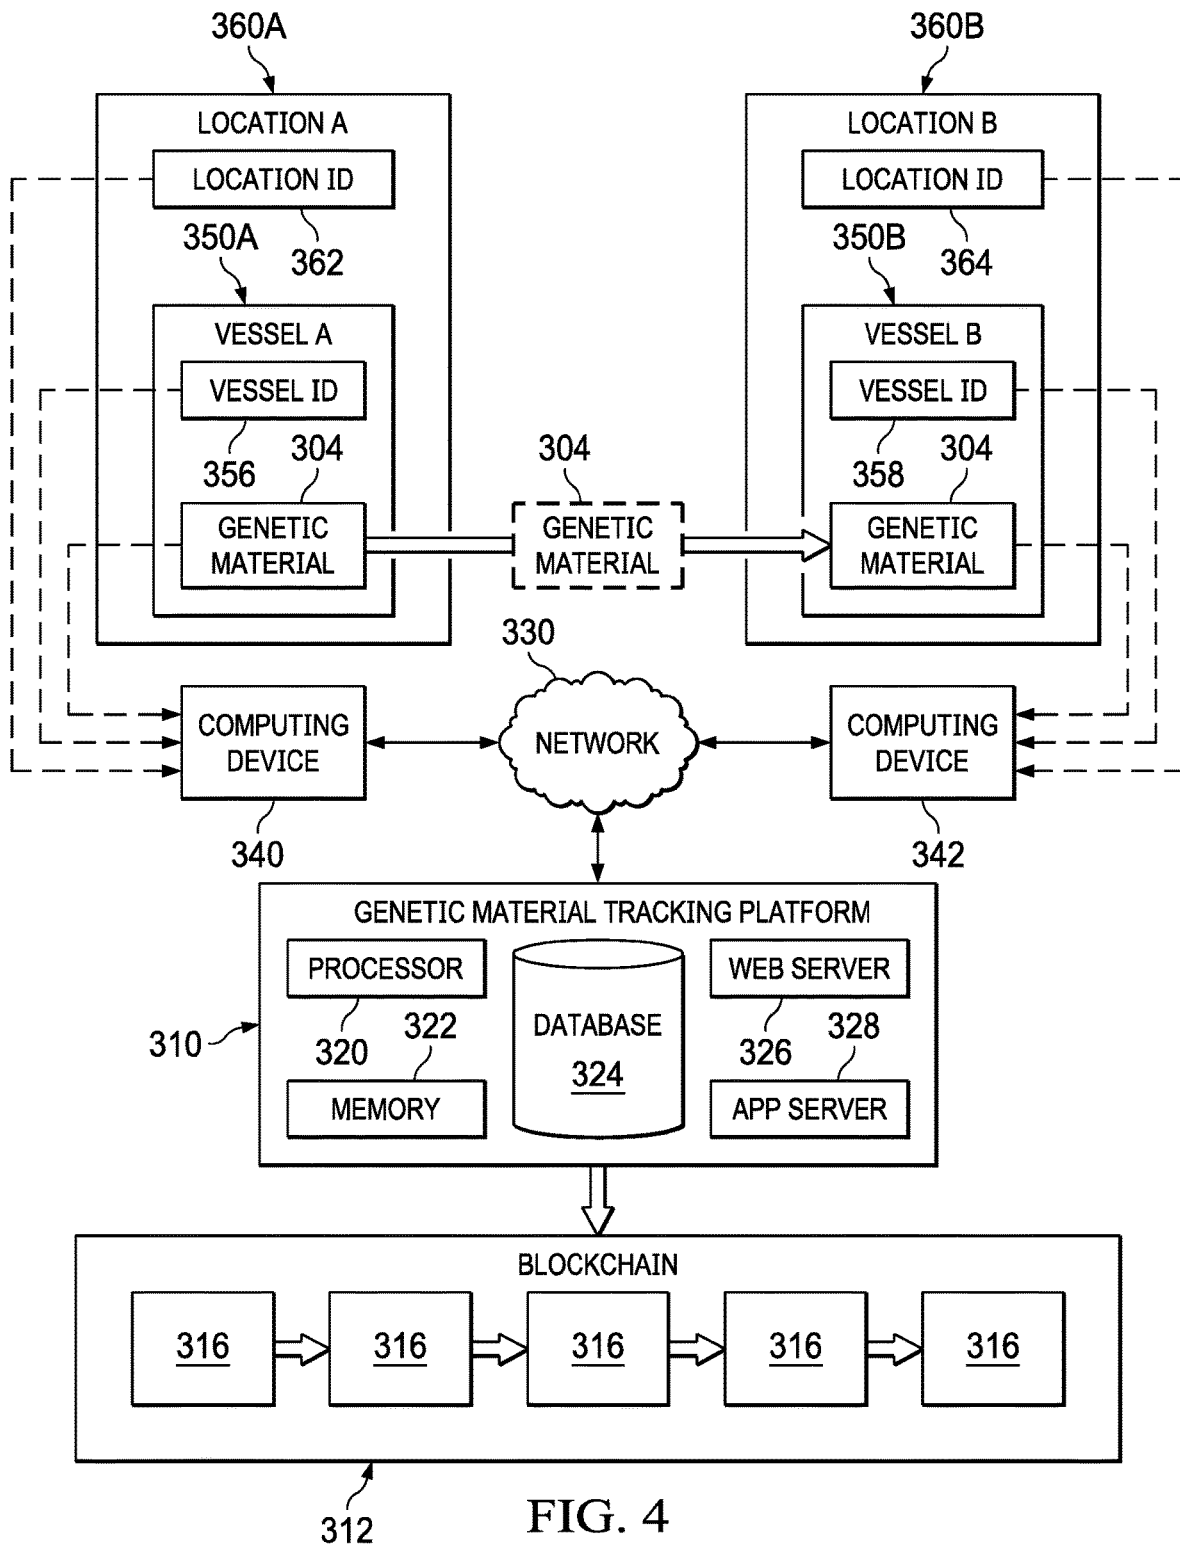 360A
360B
LOCATION A
LOCATION B
LOCATION ID
LOCATION ID
350A
362
350B
364
VESSEL A
VESSEL B
VESSEL ID
VESSEL ID
356
304
304
358
304
GENETIC
MATERIAL
GENETIC
MATERIAL
GENETIC
MATERIAL
330
COMPUTING
DEVICE
NETWORK
COMPUTING
DEVICE
340
342
GENETIC MATERIAL TRACKING PLATFORM
PROCESSOR
WEB SERVER
310
320
322
DATABASE
324
326
328
MEMORY
APP SERVER
BLOCKCHAIN
316
316
316
316
316
312
FIG. 4